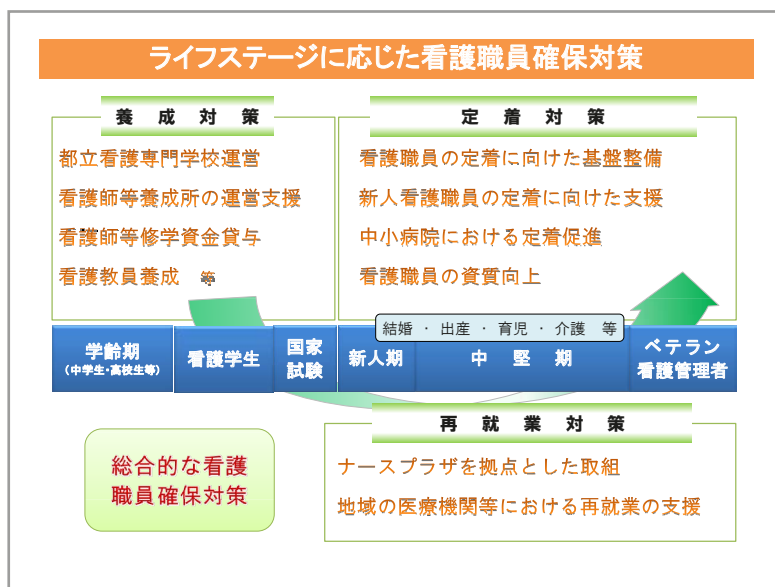 ライフステージに応じた看護職員確保対策
養成対策
都立看護専門学校運営
看護師等養成所の運営支援
看護師等修学資金貸与
看護教員養成 等
定着対策
看護職員の定着に向けた基盤整備
新人看護職員の定着に向けた支援
中小病院における定着促進
看護職員の資質向上
結婚 ・ 出産 ・ 育児 ・ 介護 等
学齢期
(中学生・高校生等)
看護学生
国家
試験
新人期
中堅期
ベテラン
看護管理者
再就業対策
ナースプラザを拠点とした取組
地域の医療機関等における再就業の支援
総合的な看護
職員確保対策